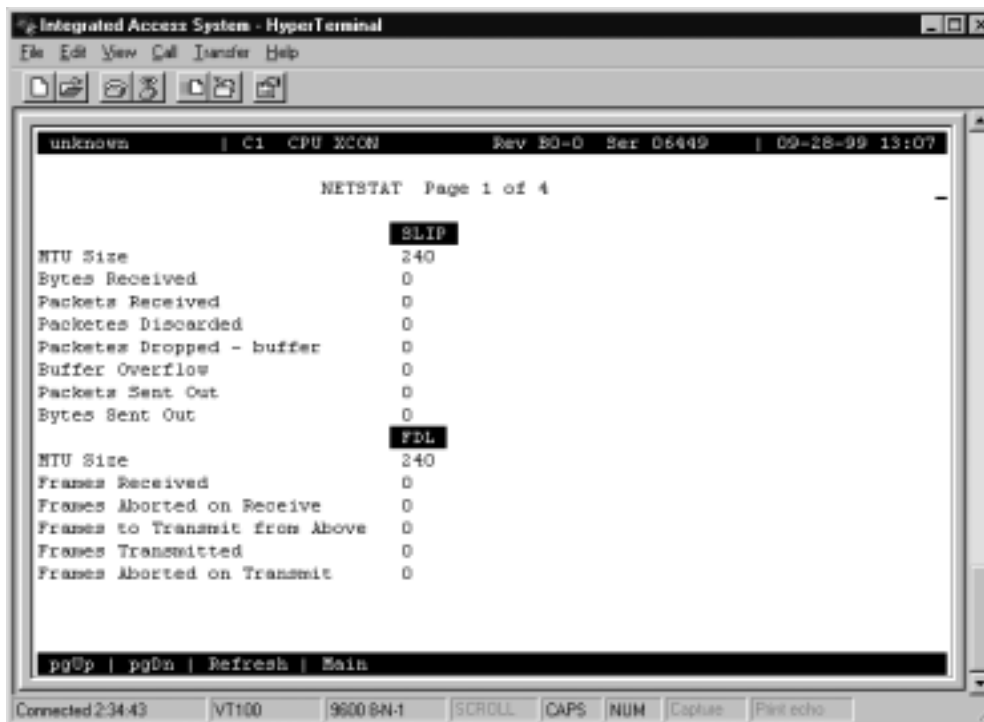 Integrated Access System - HyperTerminal
File Edit View Call Transfer Help
unknown | C1 CPU XCON Rev B0-0 Ser 06449 | 09-28-99 13:07
NETSTAT Page 1 of 4
SLIP
MTU Size 240
Bytes Received 0
Packets Received 0
Packetes Discarded 0
Packetes Dropped - buffer 0
Buffer Overflow 0
Packets Sent Out 0
Bytes Sent Out 0
FDL
MTU Size 240
Frames Received 0
Frames Aborted on Receive 0
Frames to Transmit from Above 0
Frames Transmitted 0
Frames Aborted on Transmit 0
pgUp | pgDn | Refresh | Main
Connected 2:34:43 VT100 9600 8-N-1 SCROLL CAPS NUM Capture Print echo